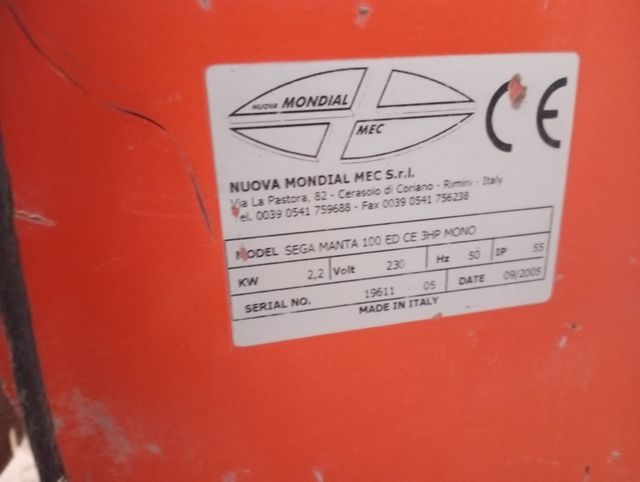 NUOVA MONDIAL
MEC
CE
NUOVA MONDIAL MEC S.r.l.
Via La Pastora, 82 - Cerasolo di Coriano - Rimini - Italy
Tel. 0039 0541 759688 - Fax 0039 0541 756238
MODEL SEGA MANTA 100 ED CE 3HP MONO
KW 2,2 Volt 230 Hz 50 IP 55
SERIAL NO. 19611 05 DATE 09/2005
MADE IN ITALY